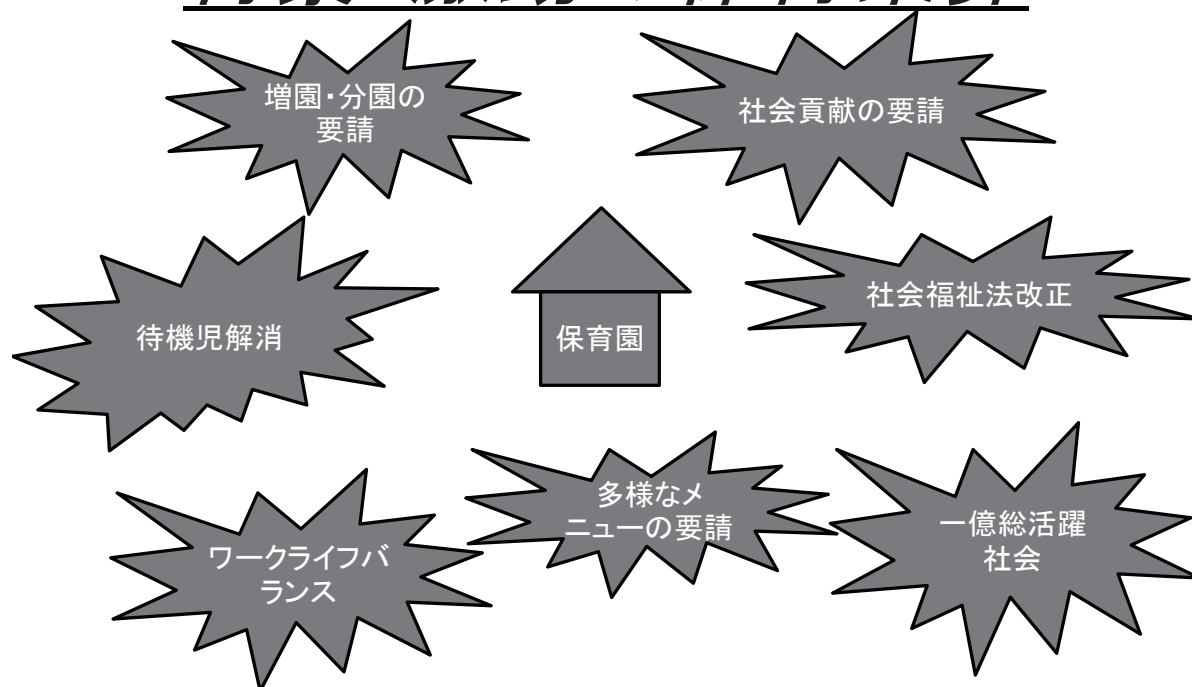 増園・分園の
要請
社会貢献の要請
待機児解消
保育園
社会福祉法改正
ワークライフバ
ランス
多様なメ
ニューの要請
一億総活躍
社会